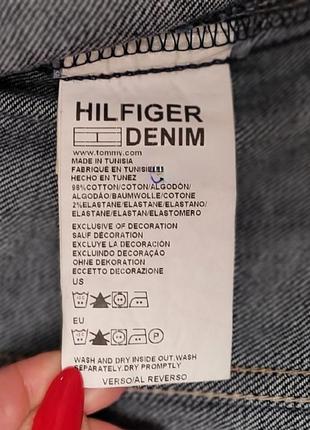 HILFIGER
DENIM
www.tommy.com
MADE IN TUNISIA
FABRIQUÉ EN TUNISIE
HECHO EN TUNEZ
98%COTTON/COTON/ALGODÓN/
ALGODÃO/BAUMWOLLE/COTONE
2%ELASTANE/ELASTANE/ELASTANO/
ELASTANE/ELASTAN/ELASTOMERO
EXCLUSIVE OF DECORATION
SAUF DÉCORATION
EXCLUYE LA DECORACIÓN
EXCLUINDO DECORAÇÃO
OHNE DEKORATION
ECCETTO DECORAZIONE
US
EU
WASH AND DRY INSIDE OUT.WASH
SEPARATELY.DRY PROMPTLY
VERSO/AL REVERSO